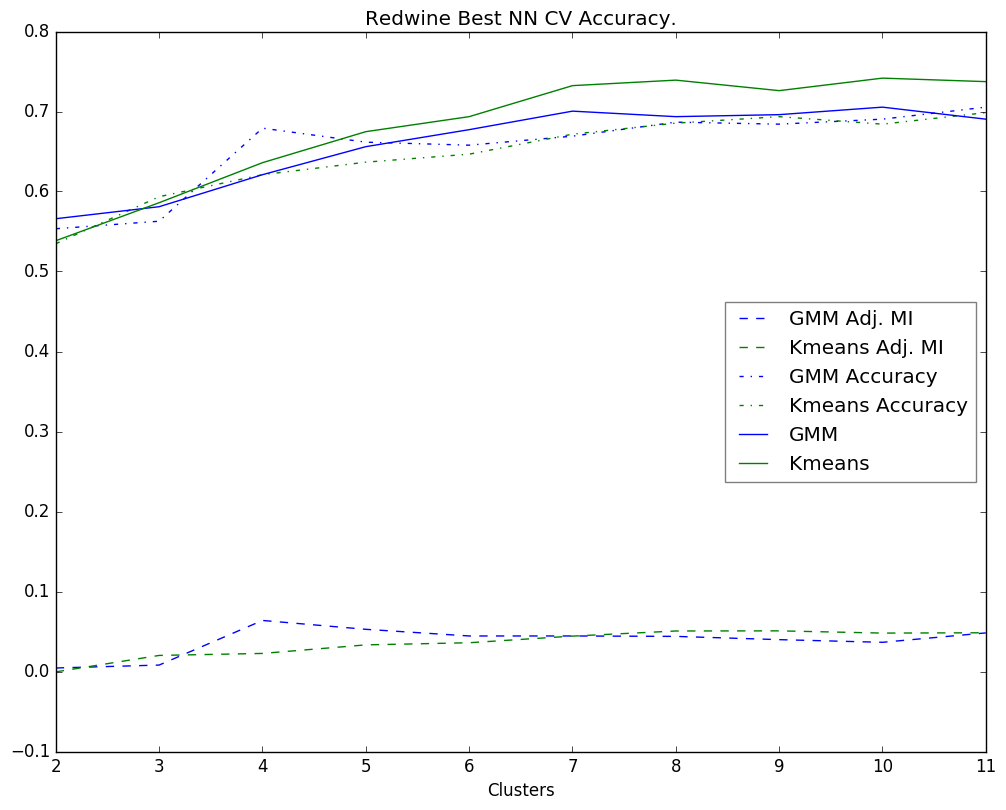 Redwine Best NN CV Accuracy.
0.8
0.7
0.6
0.5
0.4
0.3
0.2
0.1
0.0
−0.1
GMM Adj. MI
Kmeans Adj. MI
GMM Accuracy
Kmeans Accuracy
GMM
Kmeans
2 3 4 5 6 7 8 9 10 11
Clusters